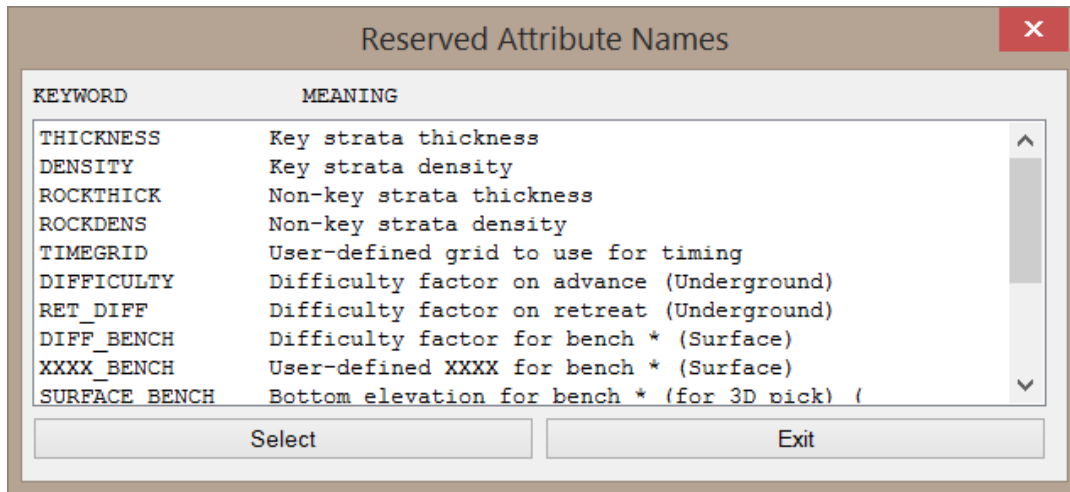 Reserved Attribute Names
KEYWORD MEANING
THICKNESS Key strata thickness
DENSITY Key strata density
ROCKTHICK Non-key strata thickness
ROCKDENS Non-key strata density
TIMEGRID User-defined grid to use for timing
DIFFICULTY Difficulty factor on advance (Underground)
RET_DIFF Difficulty factor on retreat (Underground)
DIFF_BENCH Difficulty factor for bench * (Surface)
XXXX_BENCH User-defined XXXX for bench * (Surface)
SURFACE_BENCH Bottom elevation for bench * (for 3D pick) (
Select Exit